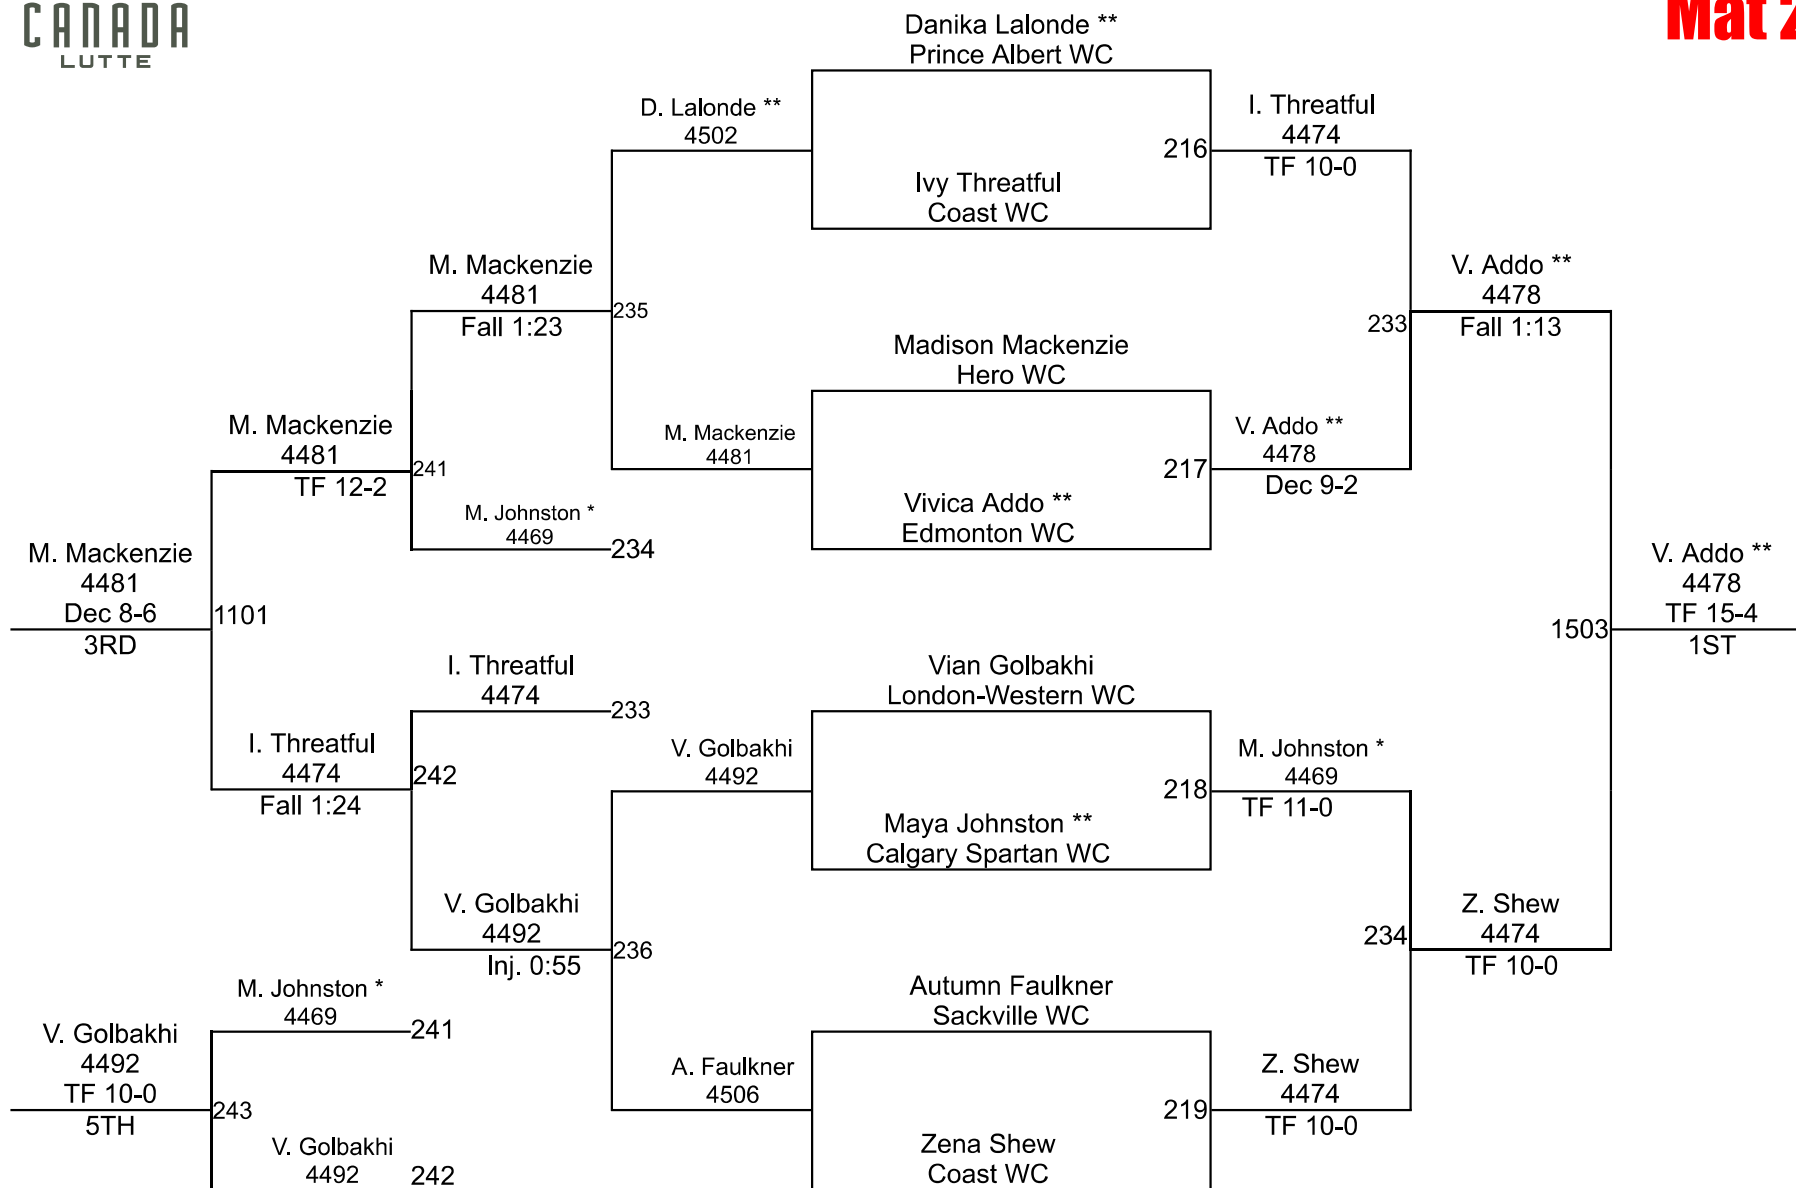 CANADA
LUTTE
Mat 2
Danika Lalonde **
Prince Albert WC
D. Lalonde **
4502
I. Threatful
4474
TF 10-0
216
Ivy Threatful
Coast WC
M. Mackenzie
4481
Fall 1:23
235
V. Addo **
4478
Fall 1:13
233
Madison Mackenzie
Hero WC
M. Mackenzie
4481
TF 12-2
241
M. Mackenzie
4481
V. Addo **
4478
Dec 9-2
217
Vivica Addo **
Edmonton WC
M. Johnston *
4469
234
M. Mackenzie
4481
Dec 8-6
3RD
1101
V. Addo **
4478
TF 15-4
1ST
1503
I. Threatful
4474
233
Vian Golbakhi
London-Western WC
I. Threatful
4474
Fall 1:24
242
V. Golbakhi
4492
M. Johnston *
4469
TF 11-0
218
Maya Johnston **
Calgary Spartan WC
V. Golbakhi
4492
Inj. 0:55
236
Z. Shew
4474
TF 10-0
234
M. Johnston *
4469
241
Autumn Faulkner
Sackville WC
V. Golbakhi
4492
TF 10-0
5TH
243
A. Faulkner
4506
Z. Shew
4474
TF 10-0
219
V. Golbakhi
4492
242
Zena Shew
Coast WC